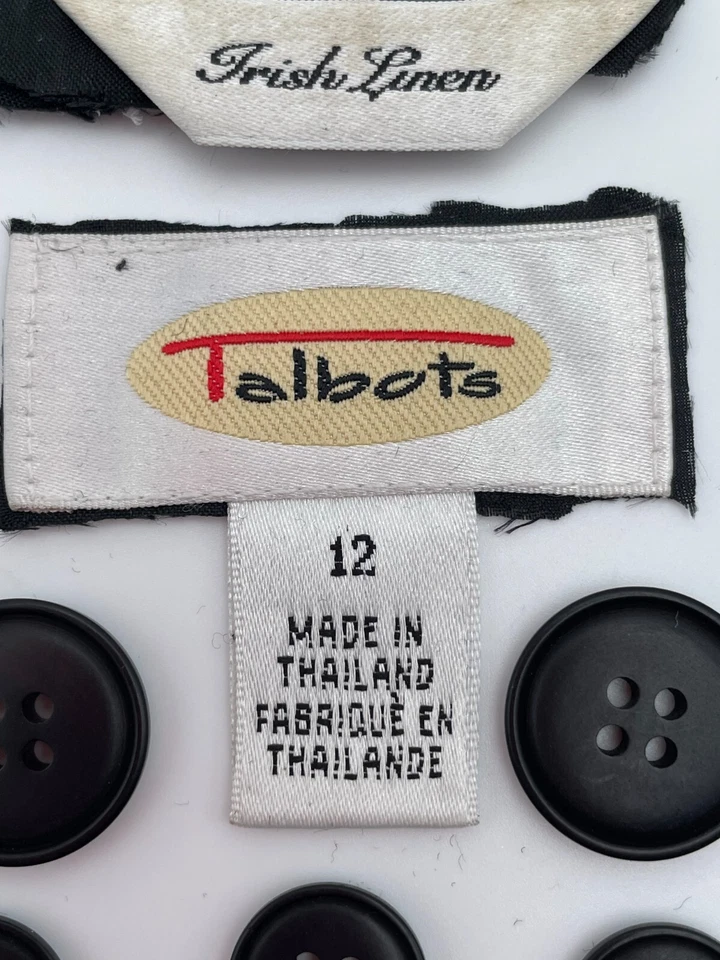 Irish Linen
Talbots
12
MADE IN
THAILAND
FABRIQUÉ EN
THAILANDE